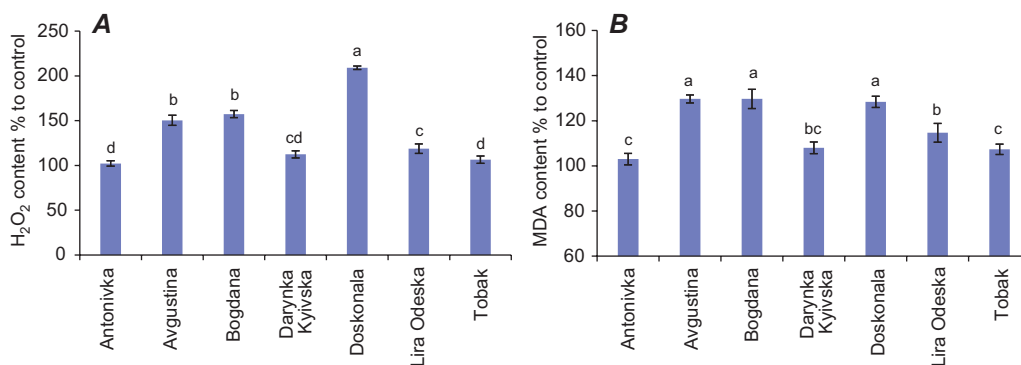 A
H₂O₂ content % to control
250
200
150
100
50
0
d
b
b
cd
a
c
d
Antonivka
Avgustina
Bogdana
Darynka
Kyivska
Doskonala
Lira Odeska
Tobak
B
MDA content % to control
160
140
120
100
80
60
c
a
a
bc
a
b
c
Antonivka
Avgustina
Bogdana
Darynka
Kyivska
Doskonala
Lira Odeska
Tobak